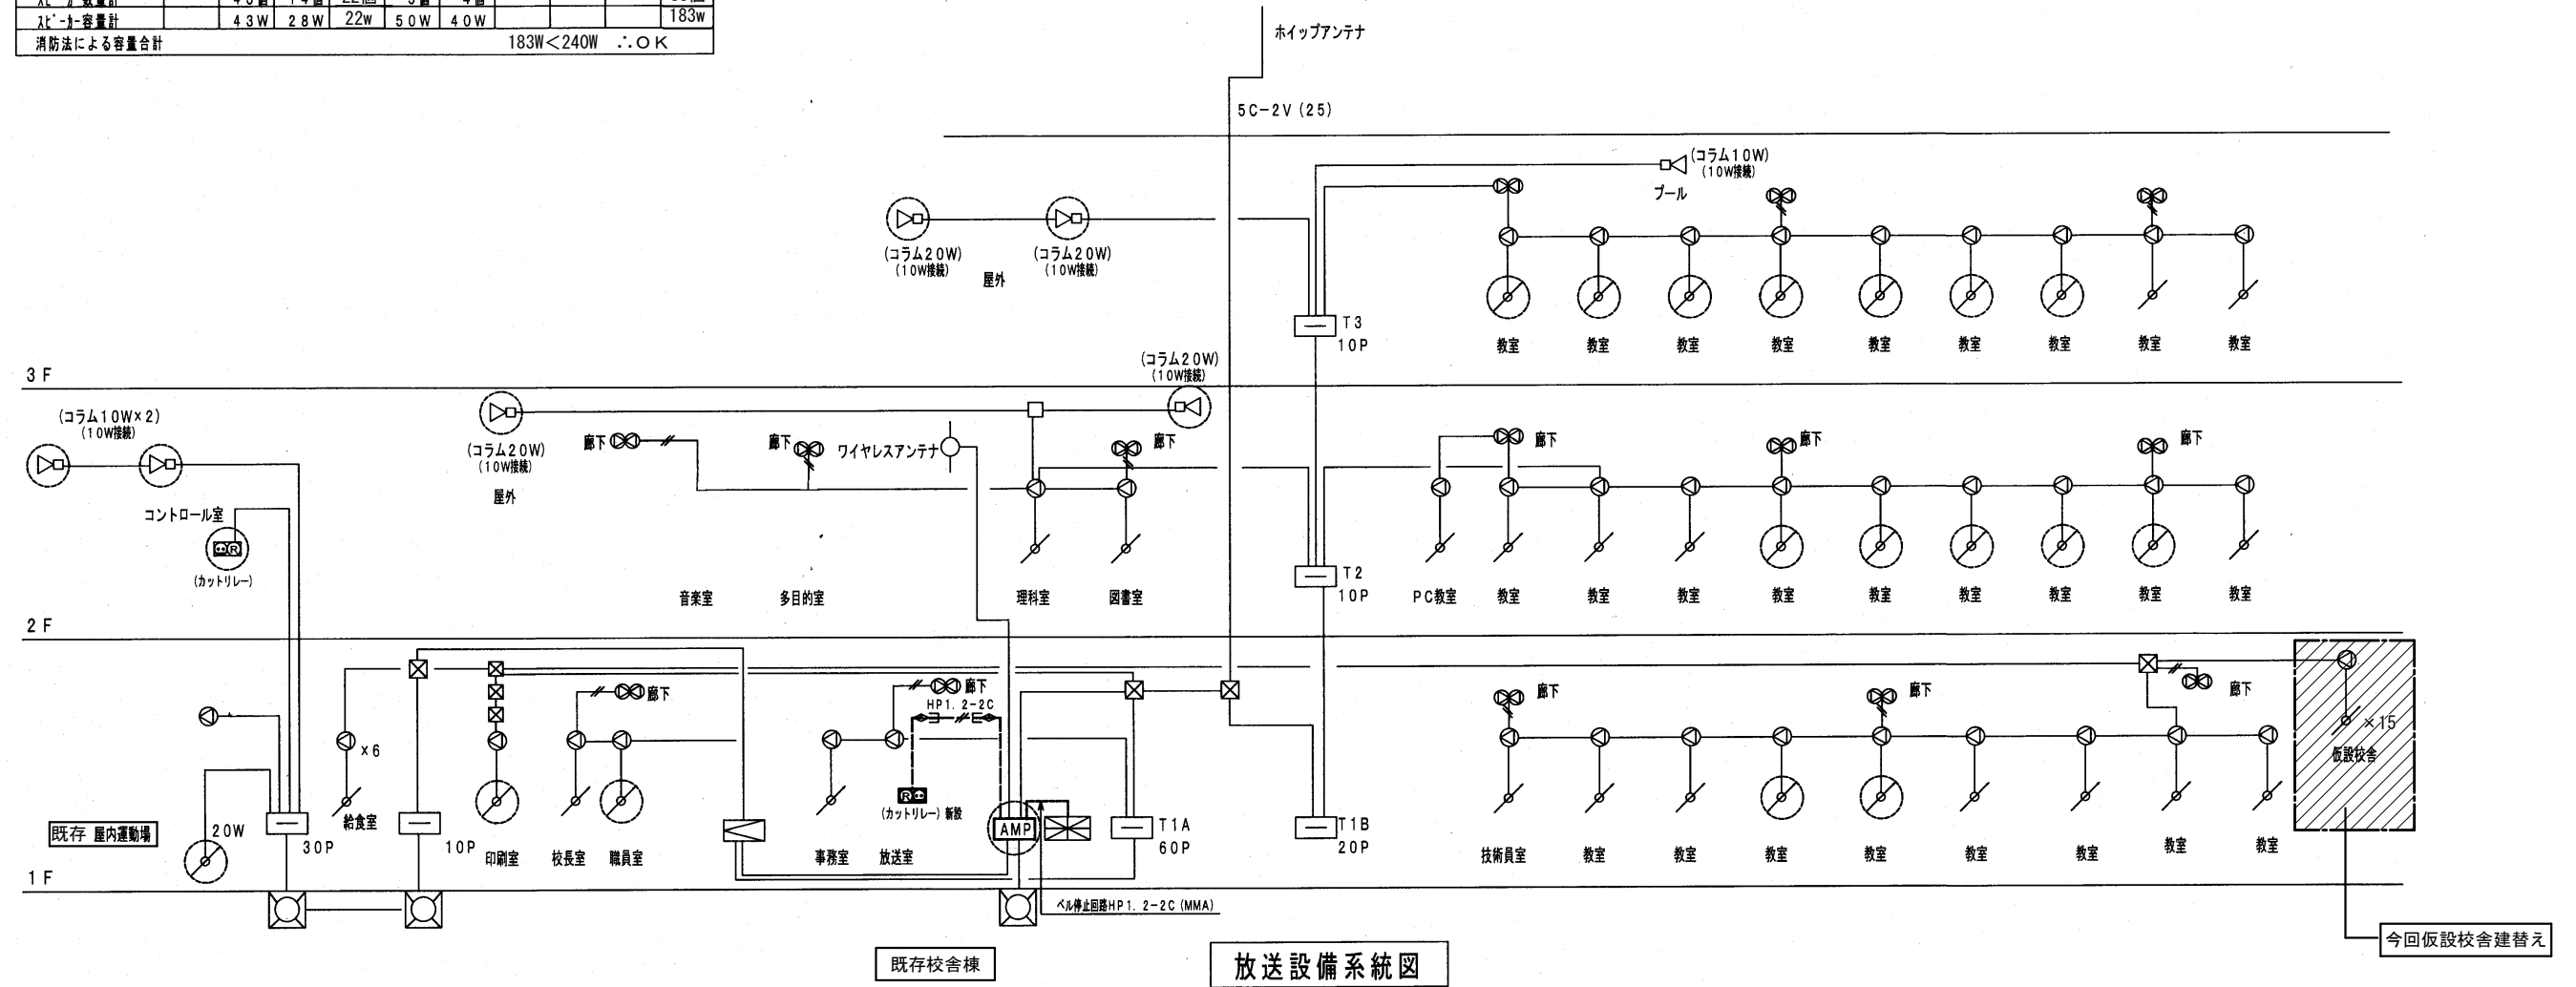 スピーカー容量計 43W 28W 22W 50W 40W 183W
消防法による容量合計 183W<240W ∴OK
ホイップアンテナ
5C-2V(25)
(コラム10W)
(10W接続)
プール
(コラム20W) (コラム20W)
(10W接続) (10W接続)
屋外
T3
10P
教室 教室 教室 教室 教室 教室 教室 教室 教室
3F
(コラム20W)
(10W接続)
(コラム10W×2)
(10W接続)
(コラム20W)
(10W接続)
屋外
廊下 廊下 ワイヤレスアンテナ 廊下 廊下 廊下 廊下
コントロール室
R
(カットリレー)
T2
10P
音楽室 多目的室 理科室 図書室 PC教室 教室 教室 教室 教室 教室 教室 教室 教室 教室
2F
廊下 廊下 廊下 廊下 廊下
HP1.2-2C
×6
×15
仮設校舎
R
(カットリレー)新設
既存 屋内運動場
20W
30P
給食室
10P
AMP
T1A
60P
T1B
20P
印刷室 校長室 職員室 事務室 放送室 技術員室 教室 教室 教室 教室 教室 教室 教室 教室
1F
ベル停止回路HP1.2-2C(MMA)
既存校舎棟
放送設備系統図
今回仮設校舎建替え